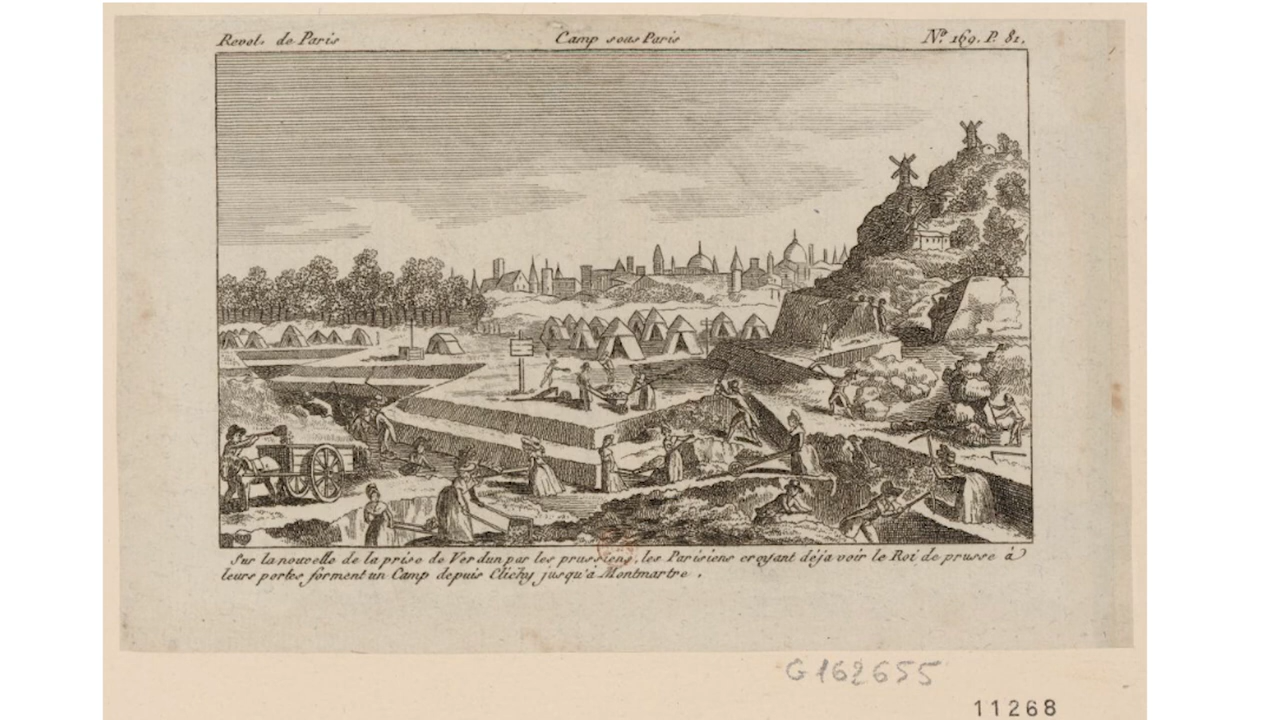 Revol. de Paris
Camp sous Paris
Nº 169. P. 81.
Sur la nouvelle de la prise de Verdun par les prussiens, les Parisiens croyant déja voir le Roi de prusse à
leurs portes forment un Camp depuis Clichy jusqu'à Montmartre.
G162655
11268